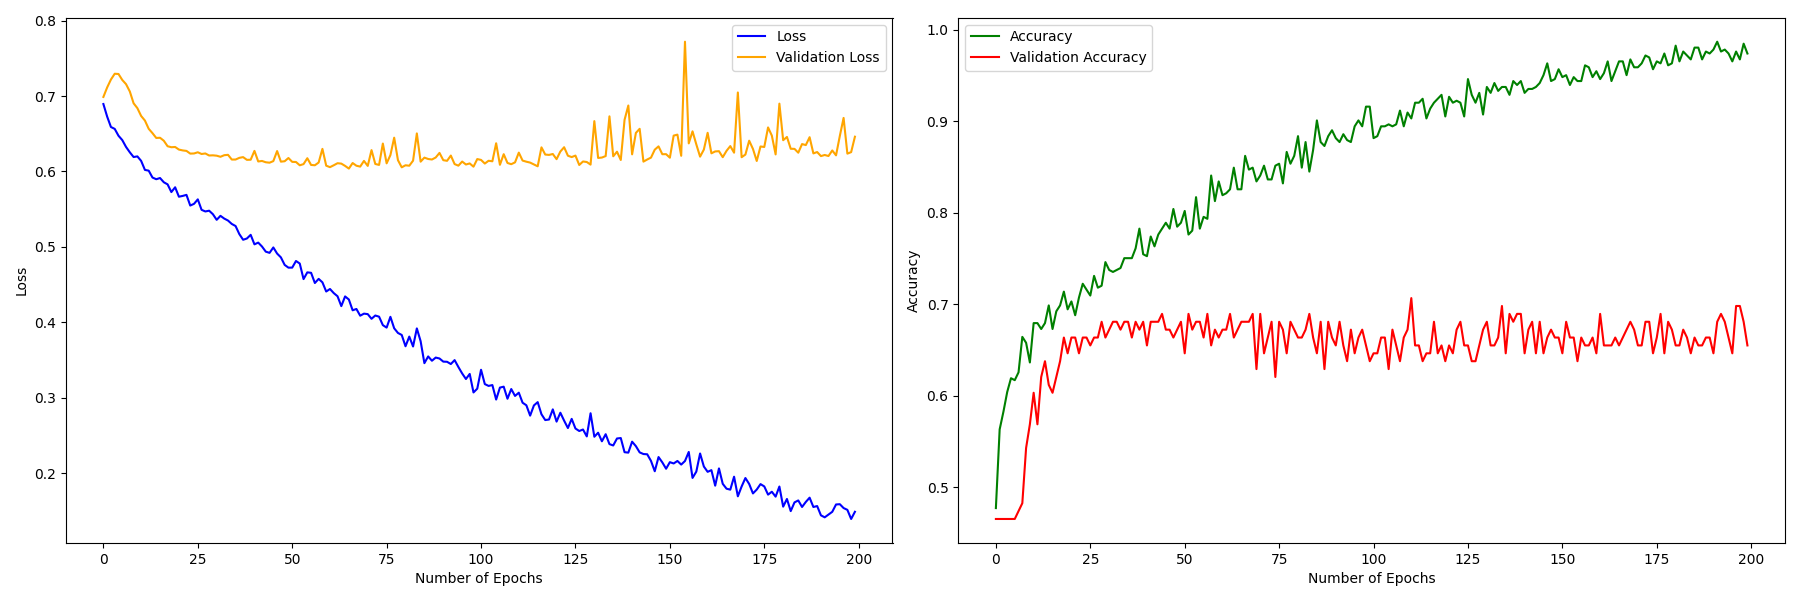 0.8
0.7
0.6
0.5
0.4
0.3
0.2
Loss
Loss
Validation Loss
0 25 50 75 100 125 150 175 200
Number of Epochs
1.0
0.9
0.8
0.7
0.6
0.5
Accuracy
Accuracy
Validation Accuracy
0 25 50 75 100 125 150 175 200
Number of Epochs